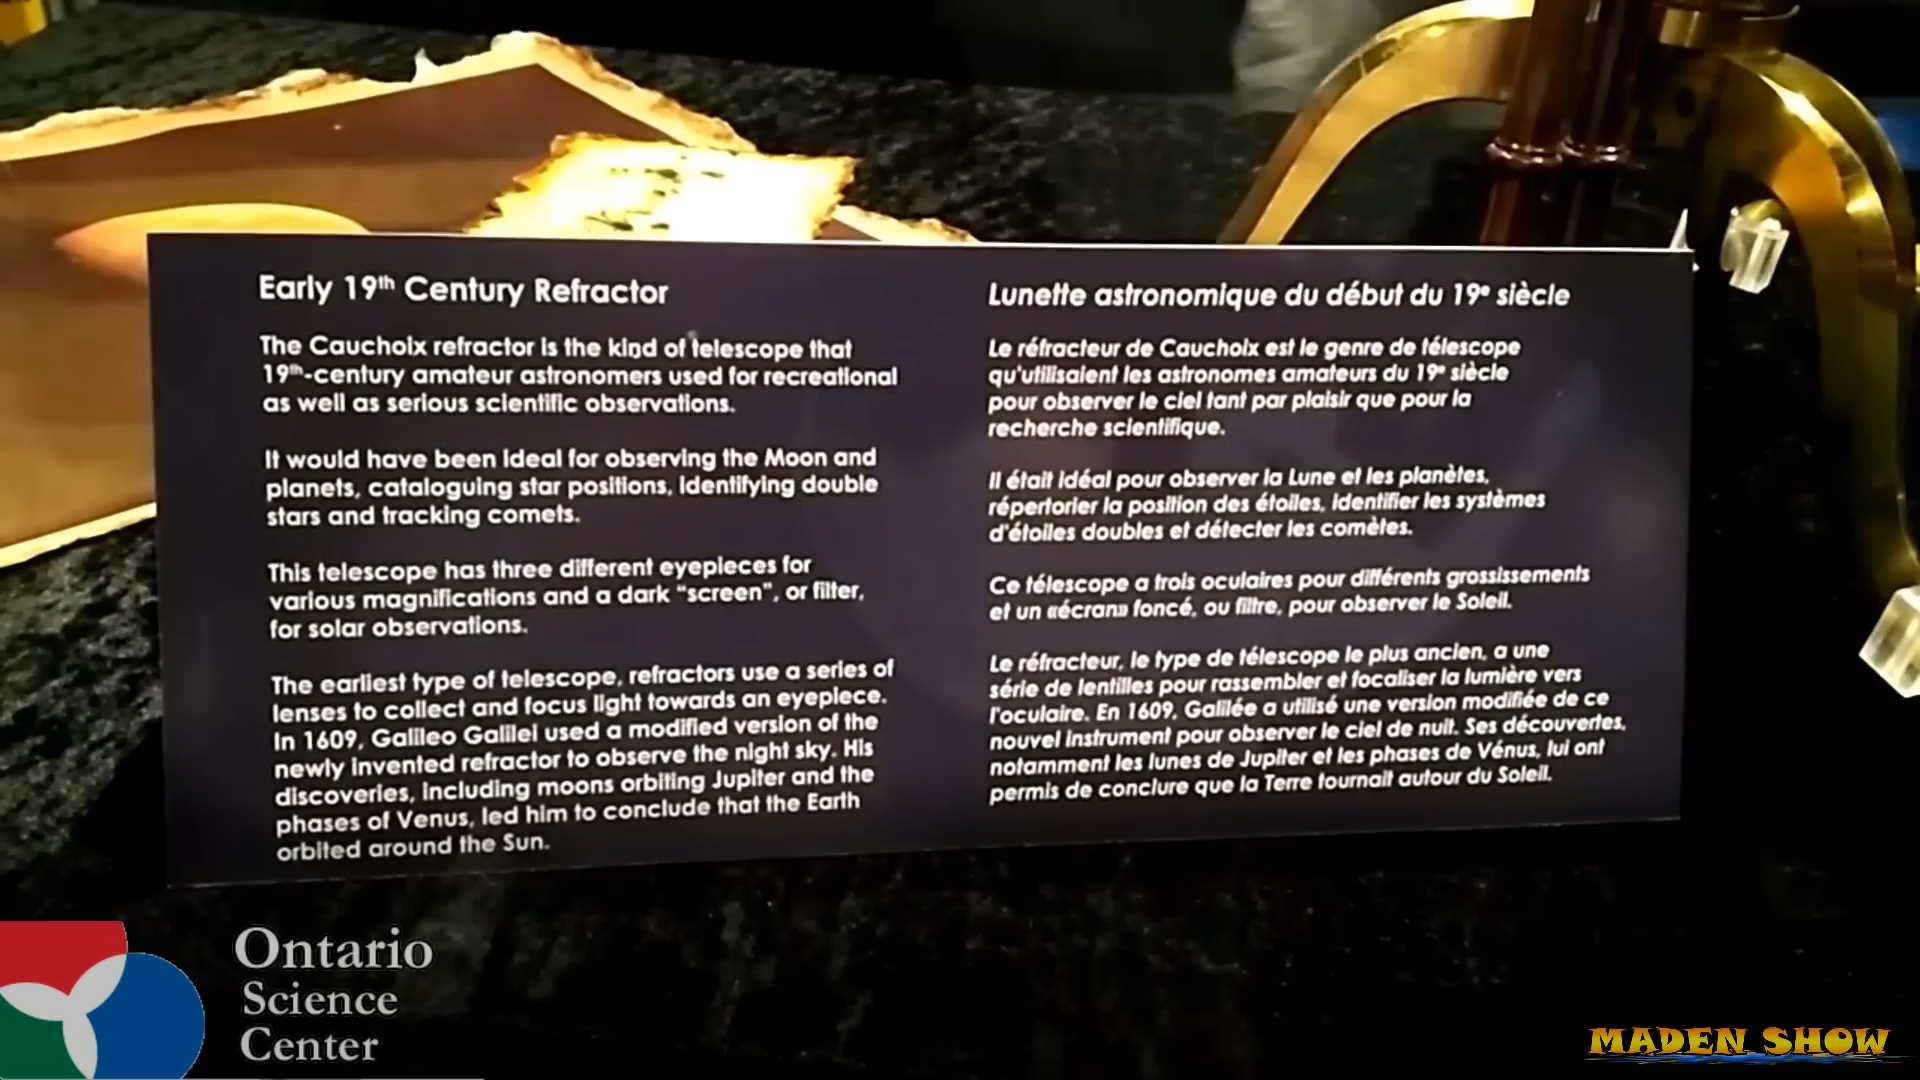 Early 19th Century Refractor
The Cauchoix refractor is the kind of telescope that
19th-century amateur astronomers used for recreational
as well as serious scientific observations.
It would have been ideal for observing the Moon and
planets, cataloguing star positions, identifying double
stars and tracking comets.
This telescope has three different eyepieces for
various magnifications and a dark “screen”, or filter,
for solar observations.
The earliest type of telescope, refractors use a series of
lenses to collect and focus light towards an eyepiece.
In 1609, Galileo Galilei used a modified version of the
newly invented refractor to observe the night sky. His
discoveries, including moons orbiting Jupiter and the
phases of Venus, led him to conclude that the Earth
orbited around the Sun.
Lunette astronomique du début du 19e siècle
Le réfracteur de Cauchoix est le genre de télescope
qu'utilisaient les astronomes amateurs du 19e siècle
pour observer le ciel tant par plaisir que pour la
recherche scientifique.
Il était idéal pour observer la Lune et les planètes,
répertorier la position des étoiles, identifier les systèmes
d'étoiles doubles et détecter les comètes.
Ce télescope a trois oculaires pour différents grossissements
et un «écran» foncé, ou filtre, pour observer le Soleil.
Le réfracteur, le type de télescope le plus ancien, a une
série de lentilles pour rassembler et focaliser la lumière vers
l'oculaire. En 1609, Galilée a utilisé une version modifiée de ce
nouvel instrument pour observer le ciel de nuit. Ses découvertes,
notamment les lunes de Jupiter et les phases de Vénus, lui ont
permis de conclure que la Terre tournait autour du Soleil.
Ontario
Science
Center
MADEN SHOW